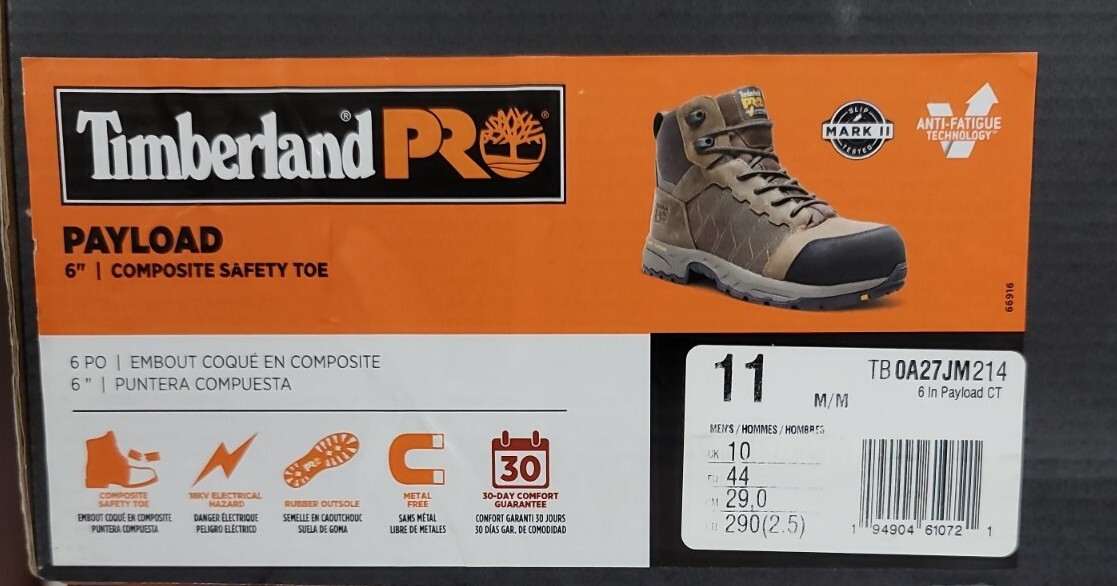 Timberland® PRO®
PAYLOAD
6" | COMPOSITE SAFETY TOE
SLIP
MARK II
TESTED
ANTI-FATIGUE
TECHNOLOGY™
66916
6 PO | EMBOUT COQUÉ EN COMPOSITE
6" | PUNTERA COMPUESTA
COMPOSITE
SAFETY TOE
EMBOUT COQUÉ EN COMPOSITE
PUNTERA COMPUESTA
18KV ELECTRICAL
HAZARD
DANGER ÉLECTRIQUE
PELIGRO ELÉCTRICO
RUBBER OUTSOLE
SEMELLE EN CAOUTCHOUC
SUELA DE GOMA
METAL
FREE
SANS MÉTAL
LIBRE DE METALES
30
30-DAY COMFORT
GUARANTEE
CONFORT GARANTI 30 JOURS
30 DÍAS GAR. DE COMODIDAD
11
M/M
TB 0A27JM214
6 In Payload CT
MEN'S / HOMMES / HOMBRES
UK 10
EU 44
29,0
290(2.5)
1 94904 61072 1